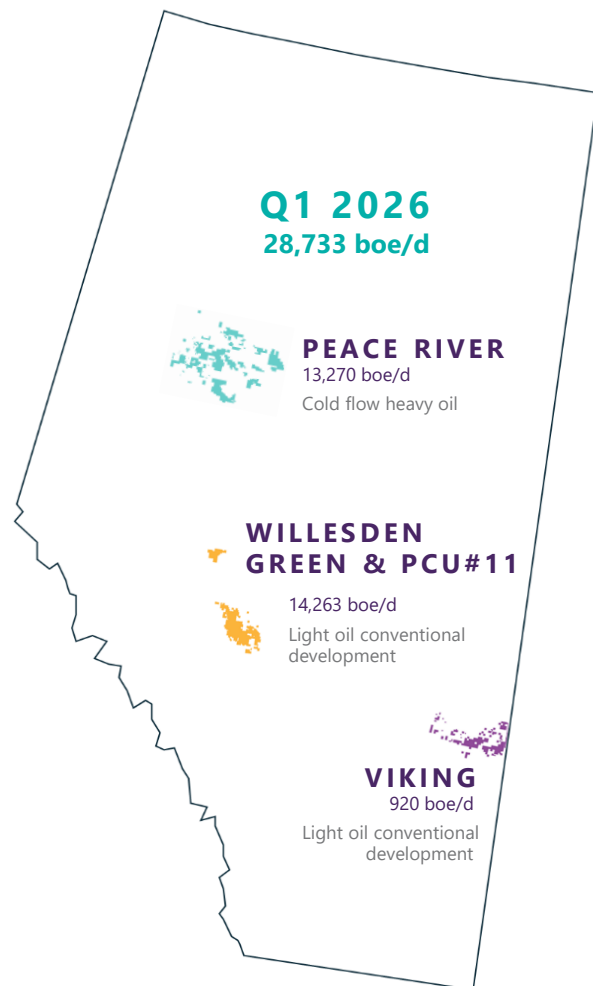 Q1 2026
28,733 boe/d
PEACE RIVER
13,270 boe/d
Cold flow heavy oil
WILLESDEN
GREEN & PCU#11
14,263 boe/d
Light oil conventional
development
VIKING
920 boe/d
Light oil conventional
development